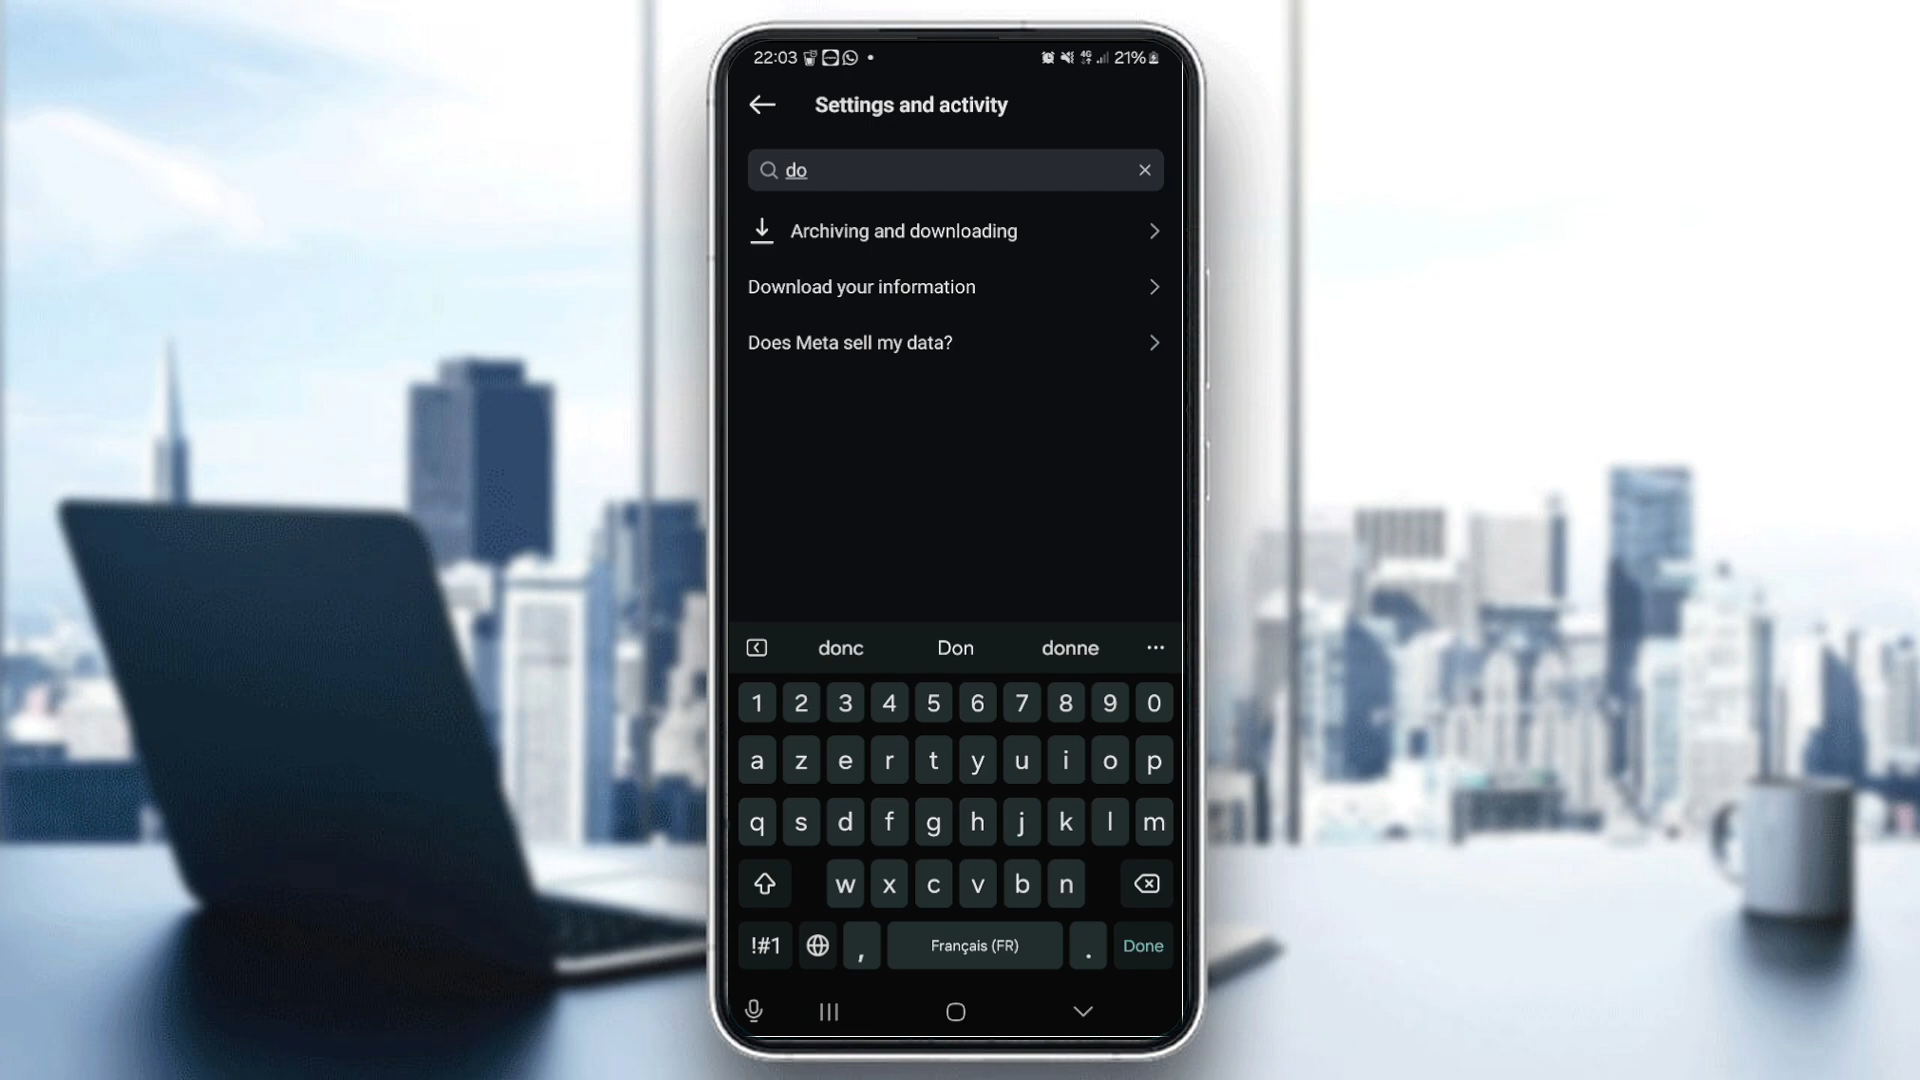 22:03 4G 21%
Settings and activity
do
Archiving and downloading
Download your information
Does Meta sell my data?
donc Don donne
1 2 3 4 5 6 7 8 9 0
a z e r t y u i o p
q s d f g h j k l m
w x c v b n
!#1 , Français (FR) . Done